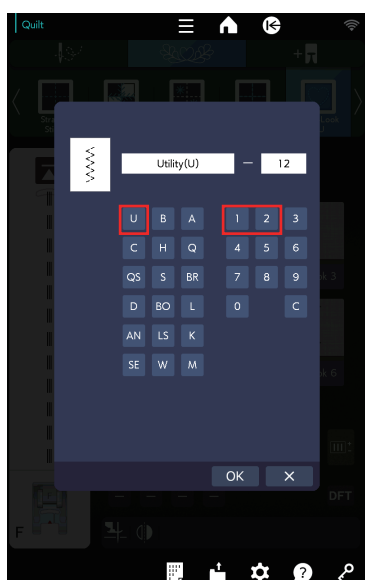 Quilt
Utility(U) – 12
U B A 1 2 3
C H Q 4 5 6
QS S BR 7 8 9
D BO L 0 C
AN LS K
SE W M
OK ×
DFT
F
?